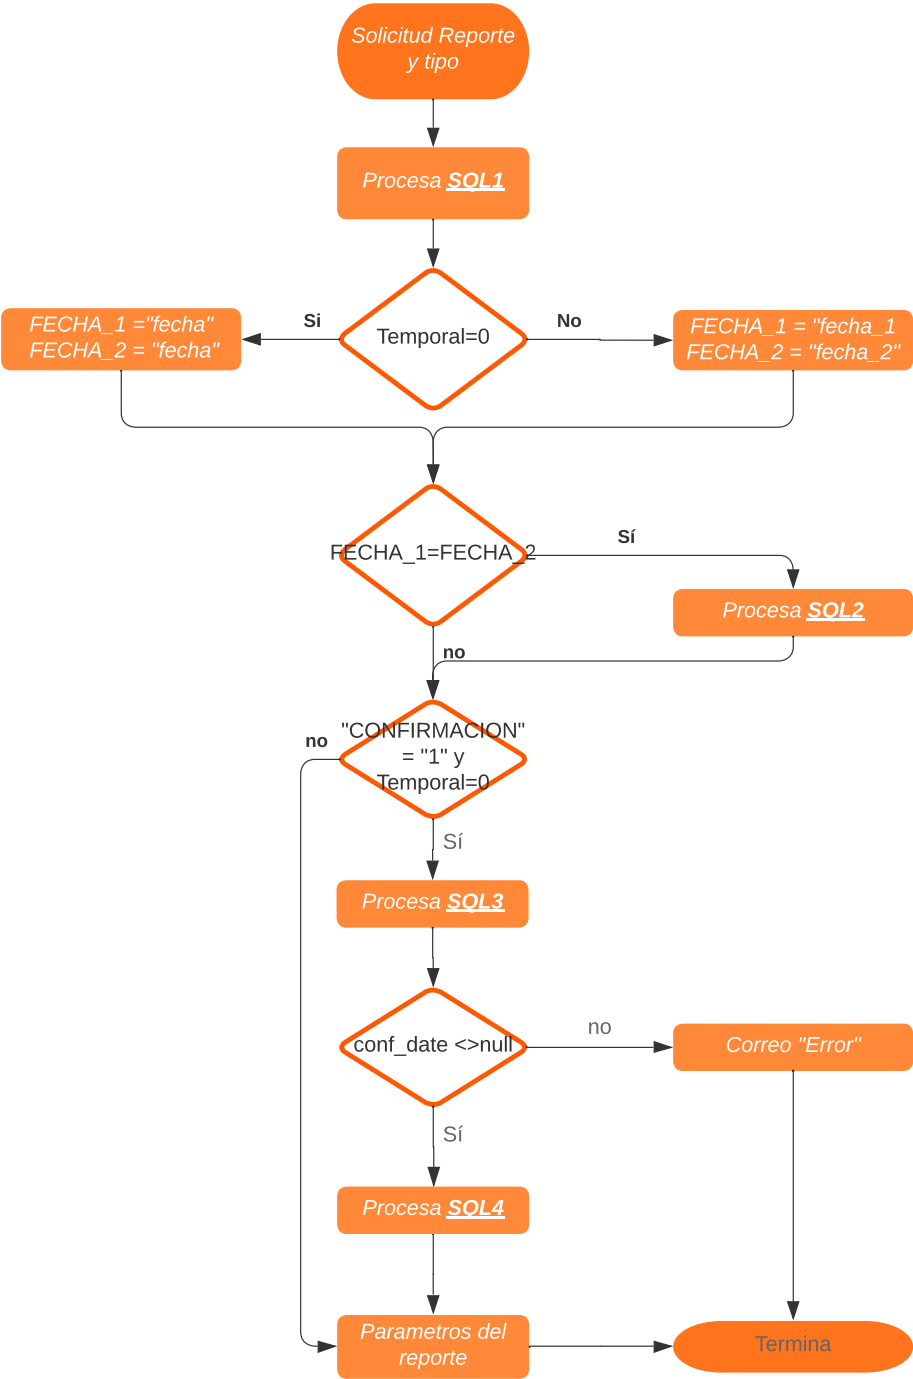 Solicitud Reporte
y tipo
Procesa SQL1
Si
Temporal=0
No
FECHA_1 ="fecha"
FECHA_2 = "fecha"
FECHA_1 = "fecha_1
FECHA_2 = "fecha_2"
FECHA_1=FECHA_2
Sí
Procesa SQL2
no
"CONFIRMACION"
= "1" y
Temporal=0
no
Sí
Procesa SQL3
conf_date <>null
no
Correo "Error"
Sí
Procesa SQL4
Parametros del
reporte
Termina